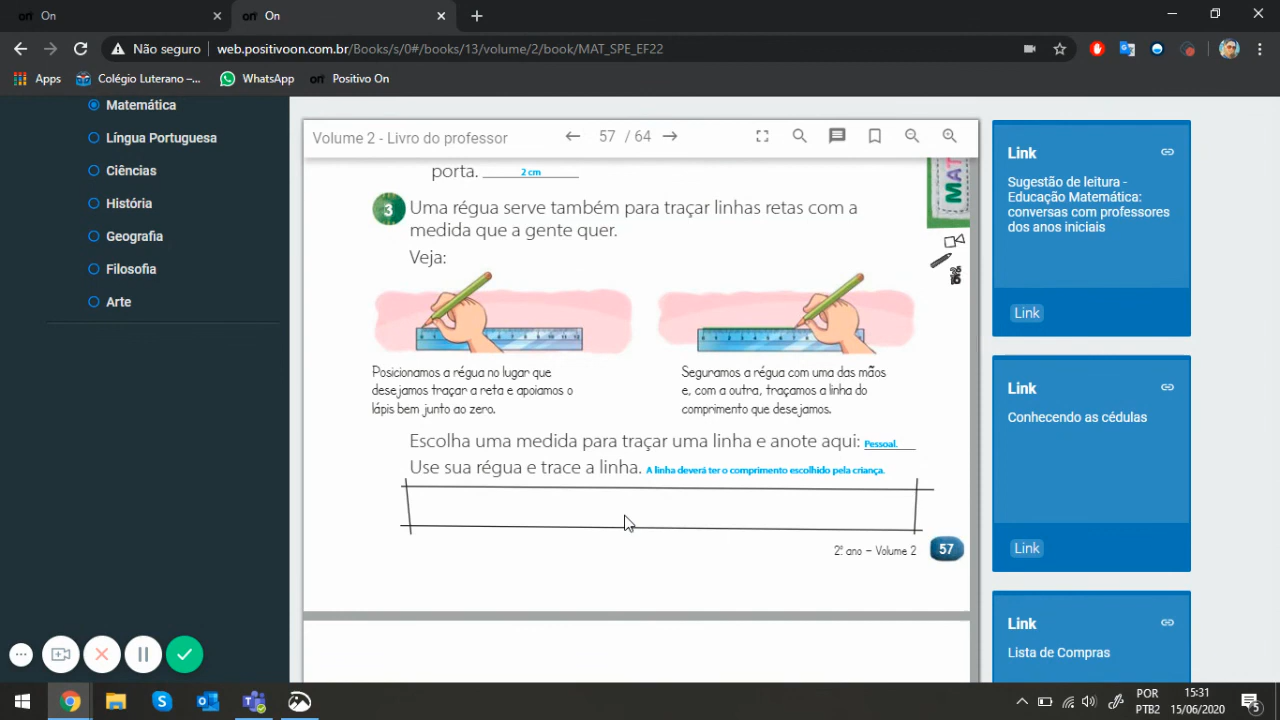 On
On
Não seguro
web.positivoon.com.br/Books/s/0#/books/13/volume/2/book/MAT_SPE_EF22
Apps
Colégio Luterano –...
WhatsApp
Positivo On
Matemática
Língua Portuguesa
Ciências
História
Geografia
Filosofia
Arte
Volume 2 - Livro do professor
57 / 64
porta. 2 cm
MAT
3 Uma régua serve também para traçar linhas retas com a
medida que a gente quer.
Veja:
Posicionamos a régua no lugar que
desejamos traçar a reta e apoiamos o
lápis bem junto ao zero.
Seguramos a régua com uma das mãos
e, com a outra, traçamos a linha do
comprimento que desejamos.
Escolha uma medida para traçar uma linha e anote aqui: Pessoal.
Use sua régua e trace a linha. A linha deverá ter o comprimento escolhido pela criança.
2º. ano – Volume 2 57
Link
Sugestão de leitura -
Educação Matemática:
conversas com professores
dos anos iniciais
Link
Link
Conhecendo as cédulas
Link
Link
Lista de Compras
POR
PTB2
15:31
15/06/2020
5